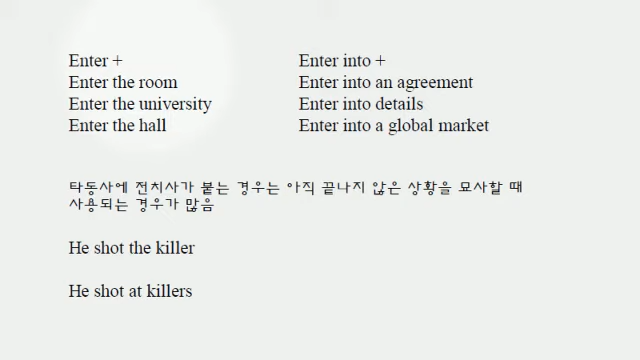 Enter +
Enter the room
Enter the university
Enter the hall
Enter into +
Enter into an agreement
Enter into details
Enter into a global market
타동사에 전치사가 붙는 경우는 아직 끝나지 않은 상황을 묘사할 때
사용되는 경우가 많음
He shot the killer
He shot at killers